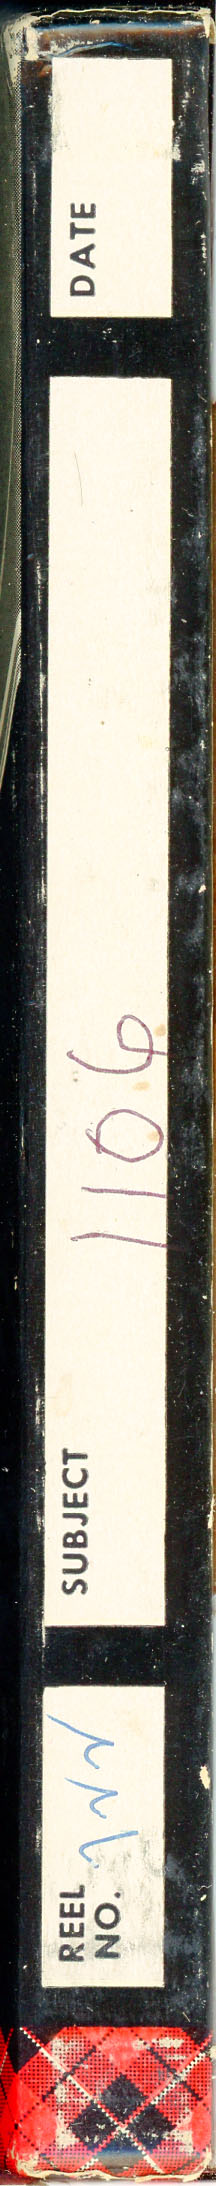 REEL
NO.
SUBJECT
1106
DATE